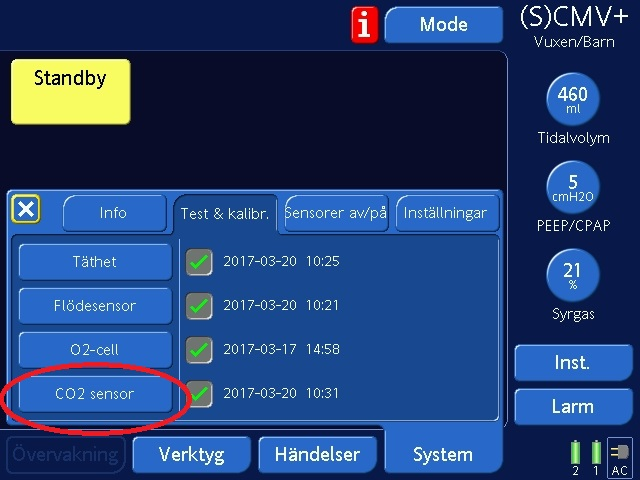 i
Mode
(S)CMV+
Vuxen/Barn
Standby
460
ml
Tidalvolym
5
cmH2O
PEEP/CPAP
21
%
Syrgas
Inst.
Larm
Info
Test & kalibr.
Sensorer av/på
Inställningar
Täthet
2017-03-20 10:25
Flödesensor
2017-03-20 10:21
O2-cell
2017-03-17 14:58
CO2 sensor
2017-03-20 10:31
Övervakning
Verktyg
Händelser
System
2
1
AC